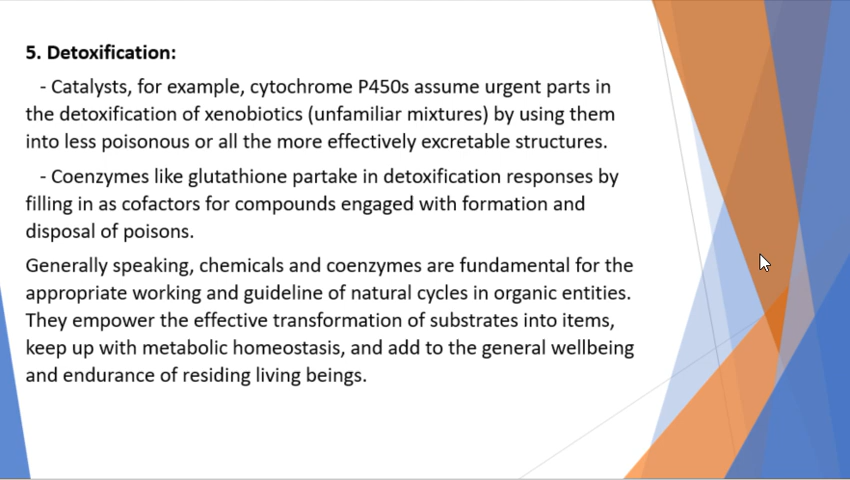 5. Detoxification:
- Catalysts, for example, cytochrome P450s assume urgent parts in
the detoxification of xenobiotics (unfamiliar mixtures) by using them
into less poisonous or all the more effectively excretable structures.
- Coenzymes like glutathione partake in detoxification responses by
filling in as cofactors for compounds engaged with formation and
disposal of poisons.
Generally speaking, chemicals and coenzymes are fundamental for the
appropriate working and guideline of natural cycles in organic entities.
They empower the effective transformation of substrates into items,
keep up with metabolic homeostasis, and add to the general wellbeing
and endurance of residing living beings.